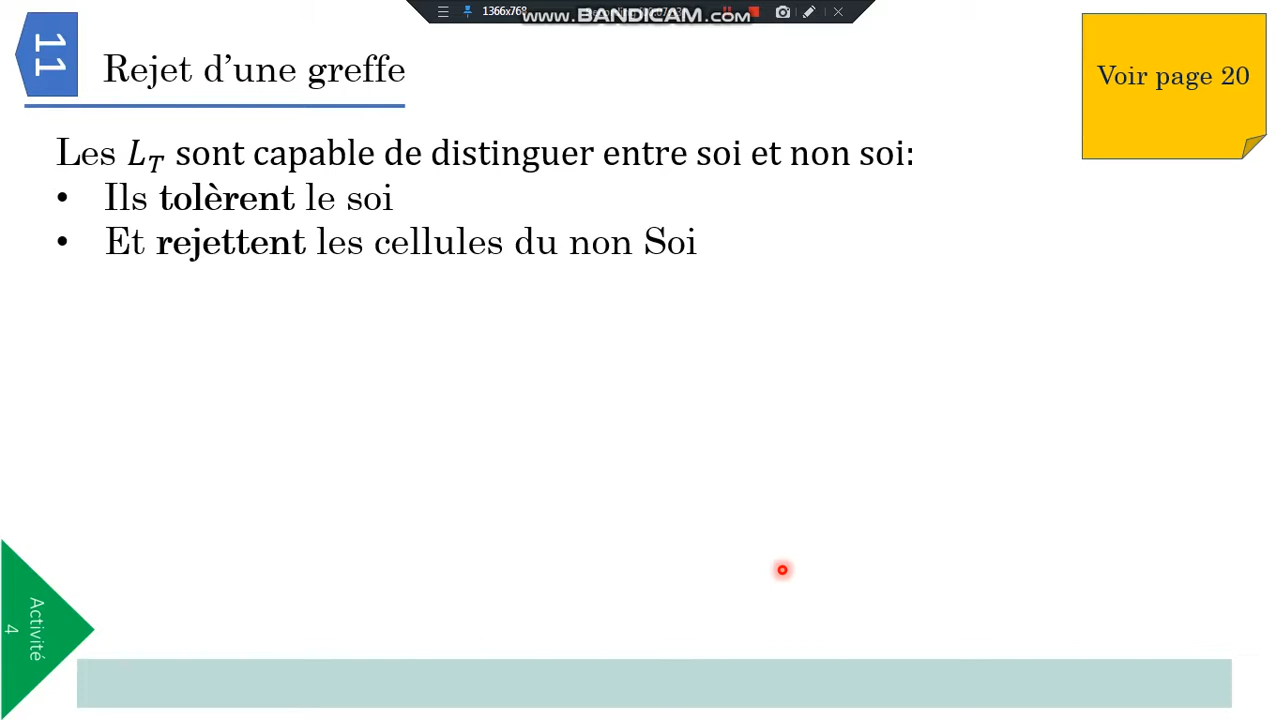 1366x768
www.BANDICAM.com
11
Rejet d’une greffe
Voir page 20
Les L_T sont capable de distinguer entre soi et non soi:
• Ils tolèrent le soi
• Et rejettent les cellules du non Soi
Activité
4